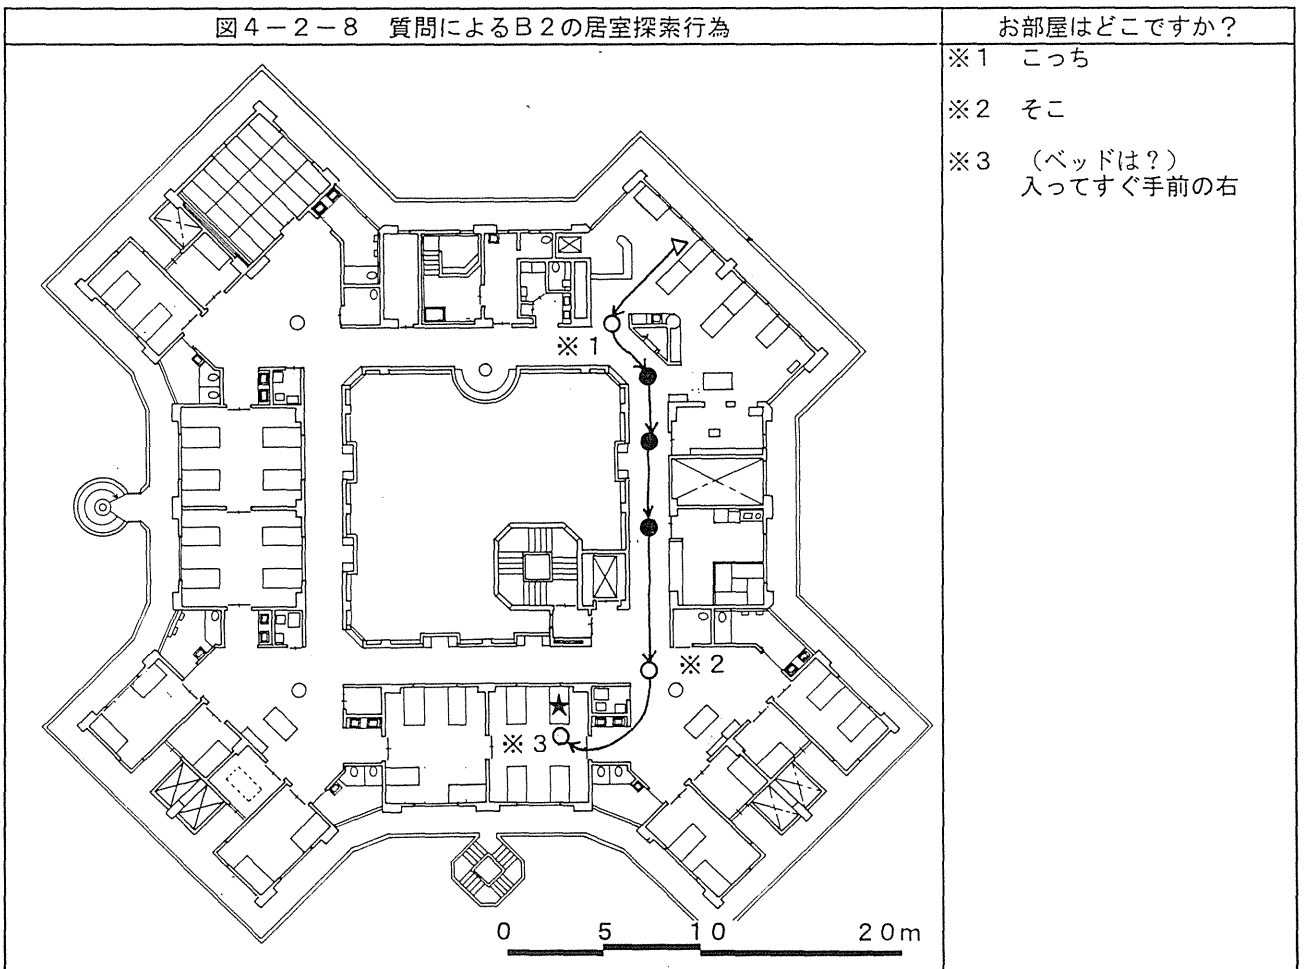 図4-2-8 質問によるB2の居室探索行為
お部屋はどこですか?
※1 こっち
※2 そこ
※3 (ベッドは?)
入ってすぐ手前の右
※1
※2
※3
0 5 10 20m